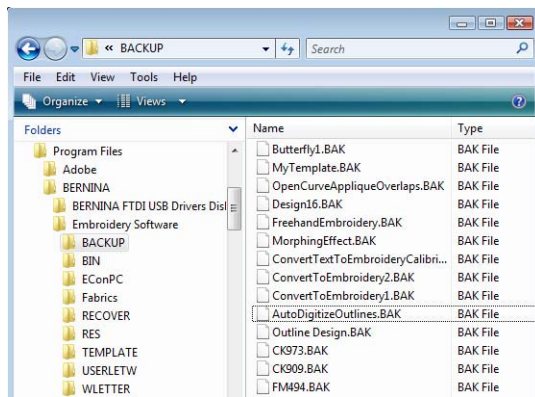 « BACKUP
Search
File Edit View Tools Help
Organize Views
Folders
Program Files
Adobe
BERNINA
BERNINA FTDI USB Drivers Disl
Embroidery Software
BACKUP
BIN
EConPC
Fabrics
RECOVER
RES
TEMPLATE
USERLETW
WLETTER
Name Type
Butterfly1.BAK BAK File
MyTemplate.BAK BAK File
OpenCurveAppliqueOverlaps.BAK BAK File
Design16.BAK BAK File
FreehandEmbroidery.BAK BAK File
MorphingEffect.BAK BAK File
ConvertTextToEmbroideryCalibri... BAK File
ConvertToEmbroidery2.BAK BAK File
ConvertToEmbroidery1.BAK BAK File
AutoDigitizeOutlines.BAK BAK File
Outline Design.BAK BAK File
CK973.BAK BAK File
CK909.BAK BAK File
FM494.BAK BAK File